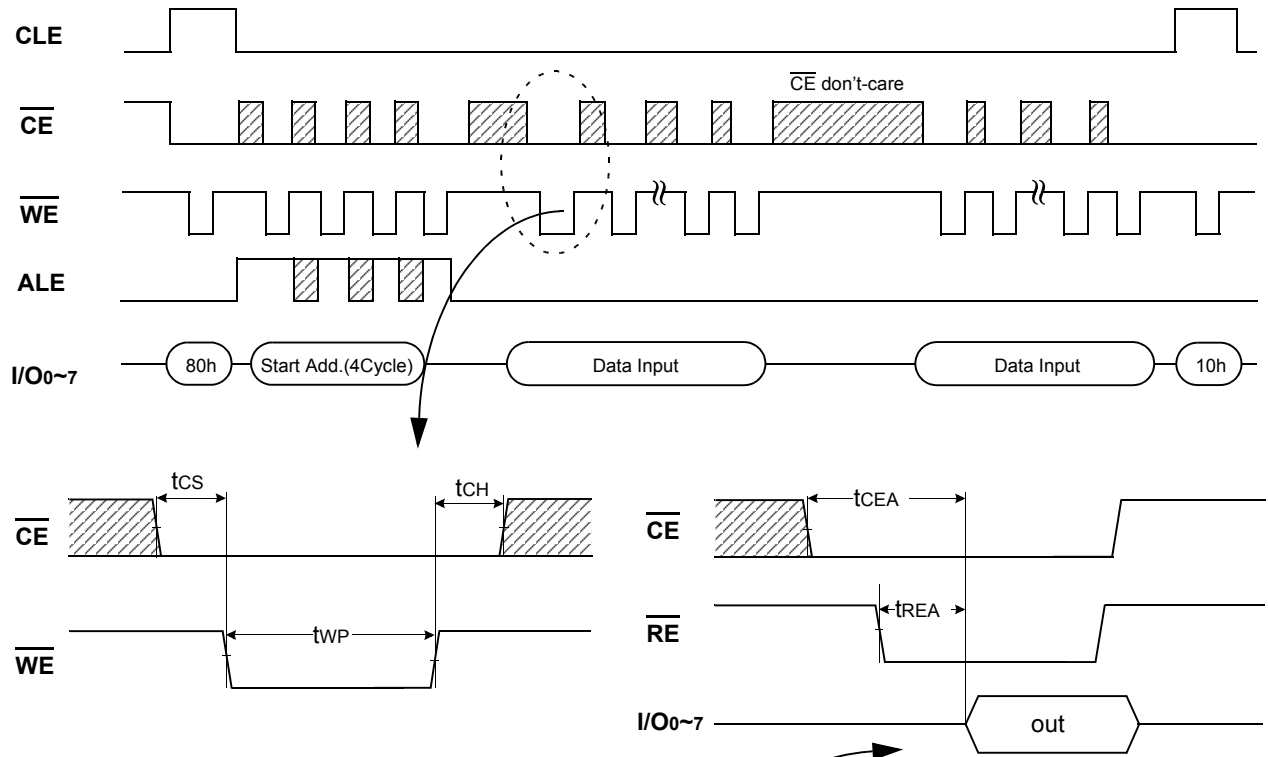 CLE
CE don't-care
CE
WE
ALE
I/O0~7
80h
Start Add.(4Cycle)
Data Input
Data Input
10h
tCS
tCH
CE
tWP
WE
tCEA
CE
tREA
RE
I/O0~7
out